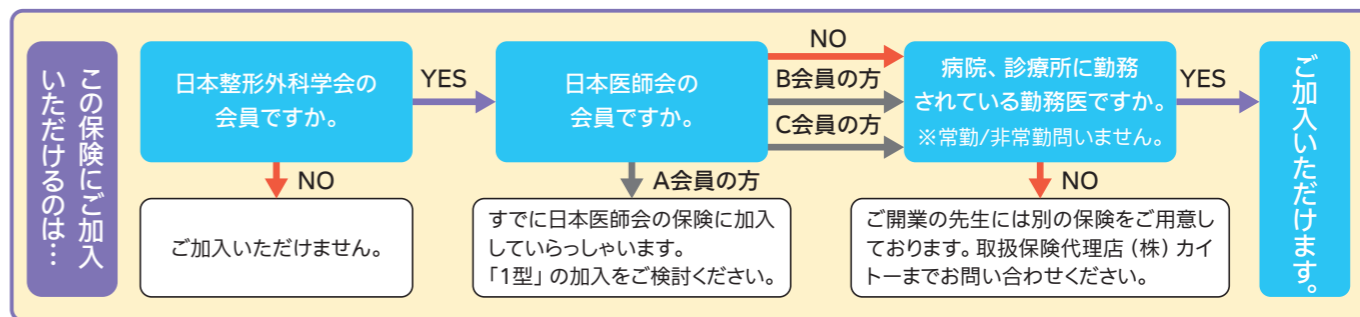 この保険にご加入
いただけるのは…
日本整形外科学会の
会員ですか。
YES
NO
ご加入いただけません。
日本医師会の
会員ですか。
NO
B会員の方
C会員の方
A会員の方
すでに日本医師会の保険に加入
していらっしゃいます。
「1型」の加入をご検討ください。
病院、診療所に勤務
されている勤務医ですか。
※常勤/非常勤問いません。
YES
NO
ご開業の先生には別の保険をご用意し
ております。取扱保険代理店(株)カイ
トーまでお問い合わせください。
ご加入いただけます。